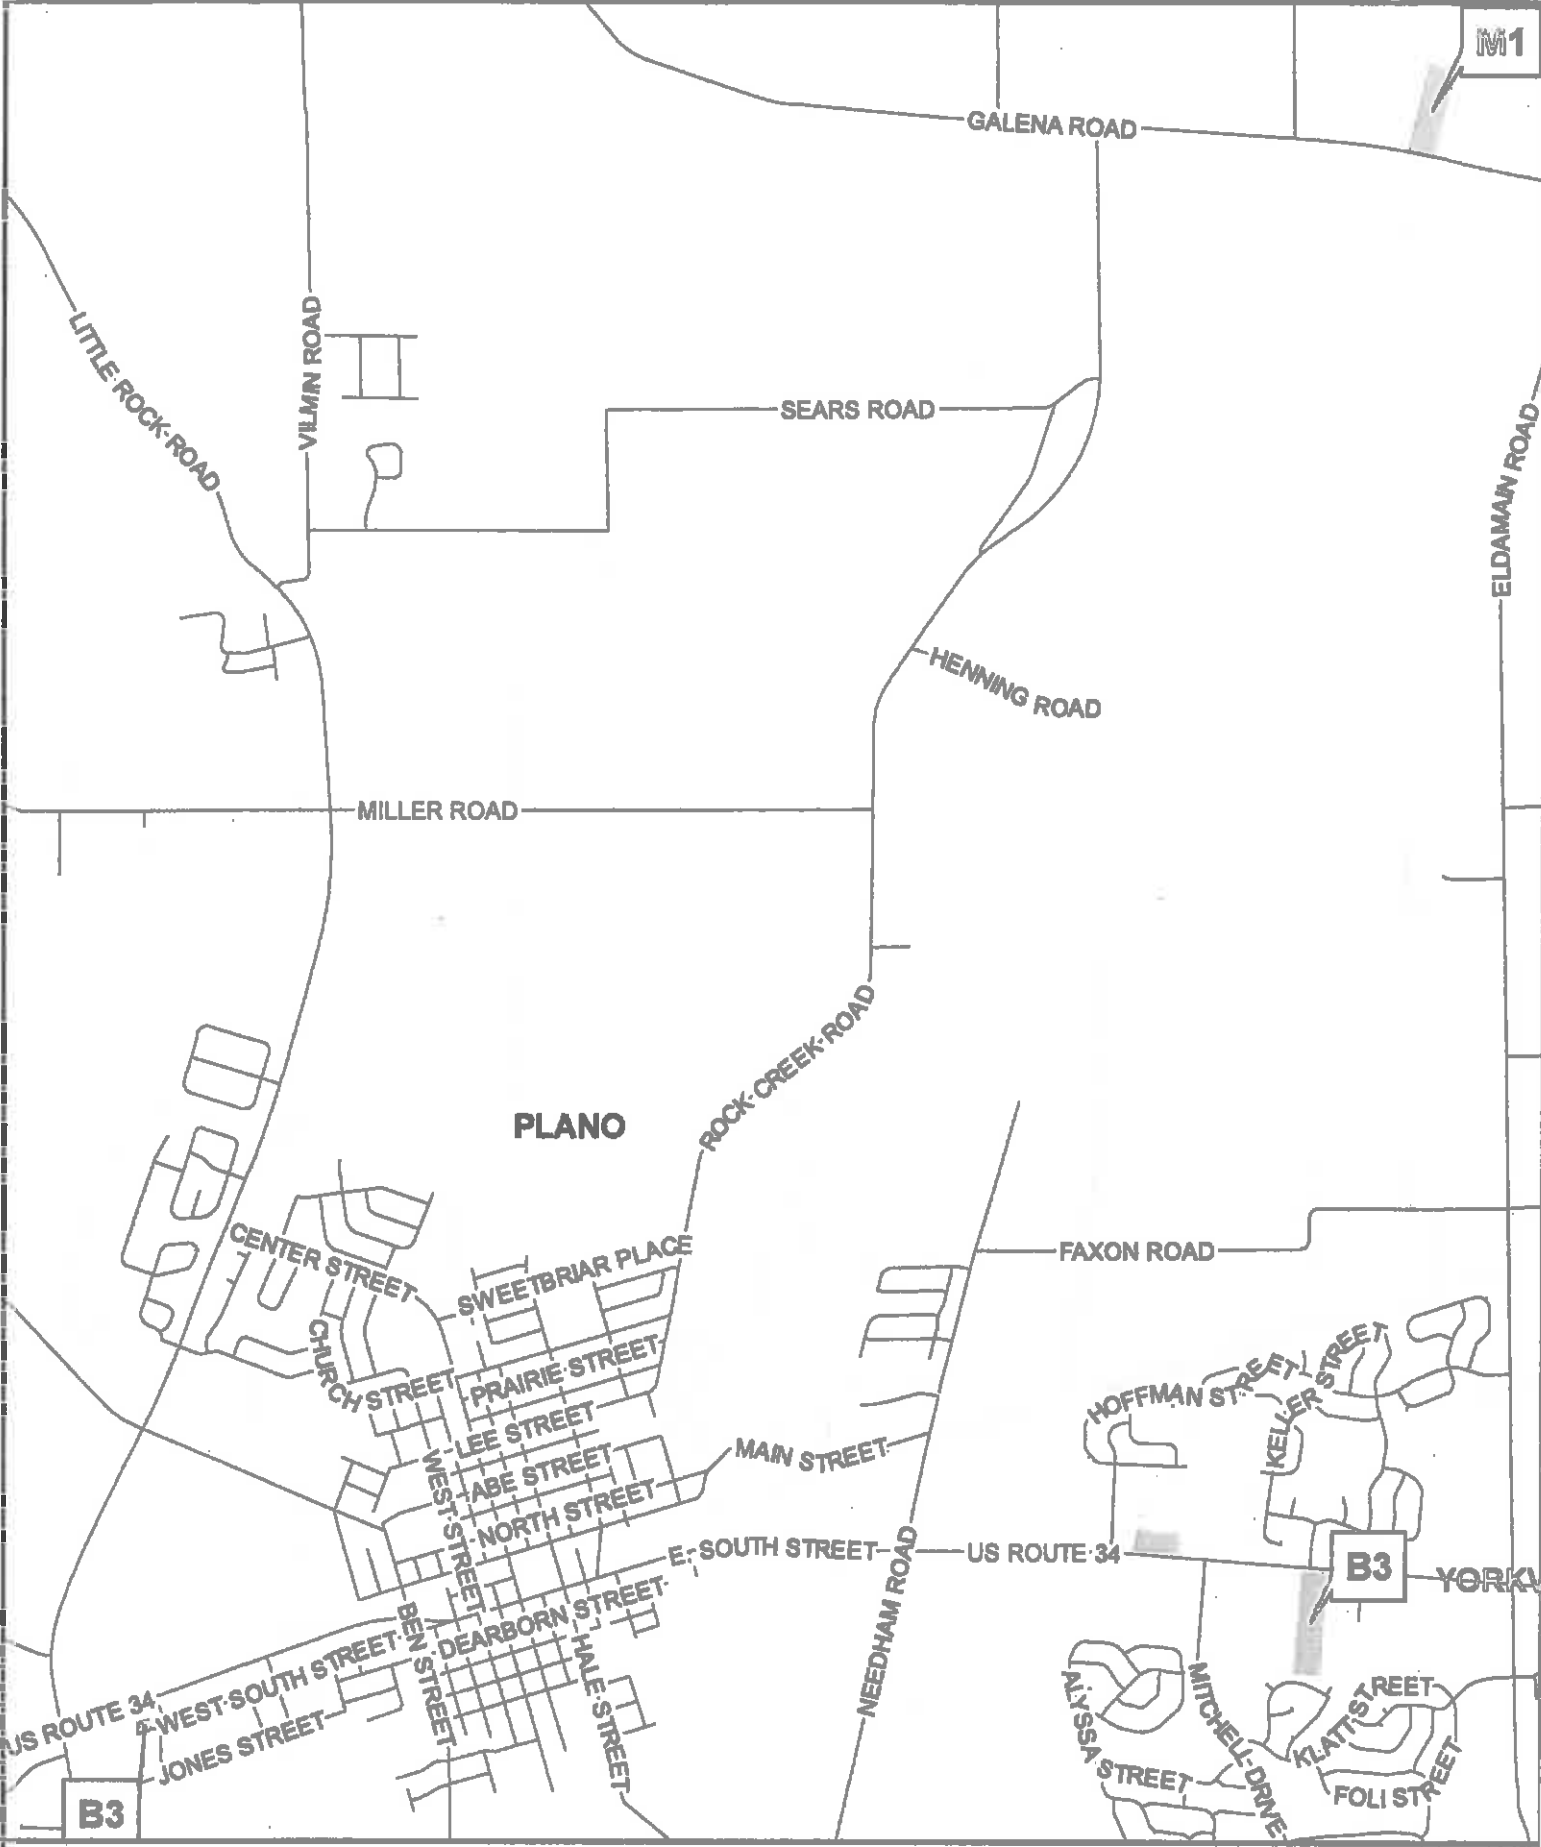 M1
GALENA ROAD
LITTLE ROCK ROAD
VILMIN ROAD
SEARS ROAD
ELDAMAIN ROAD
HENNING ROAD
MILLER ROAD
ROCK CREEK ROAD
PLANO
CENTER STREET
SWEETBRIAR PLACE
FAXON ROAD
CHURCH STREET
PRAIRIE STREET
HOFFMAN STREET
KELLER STREET
LEE STREET
WEST STREET
ABE STREET
MAIN STREET
NORTH STREET
E SOUTH STREET
US ROUTE 34
B3
YORKV
NEEDHAM ROAD
BEN STREET
DEARBORN STREET
HALE STREET
US ROUTE 34
WEST SOUTH STREET
JONES STREET
ALYSSA STREET
MITCHELL DRIVE
KLATT STREET
FOLI STREET
B3